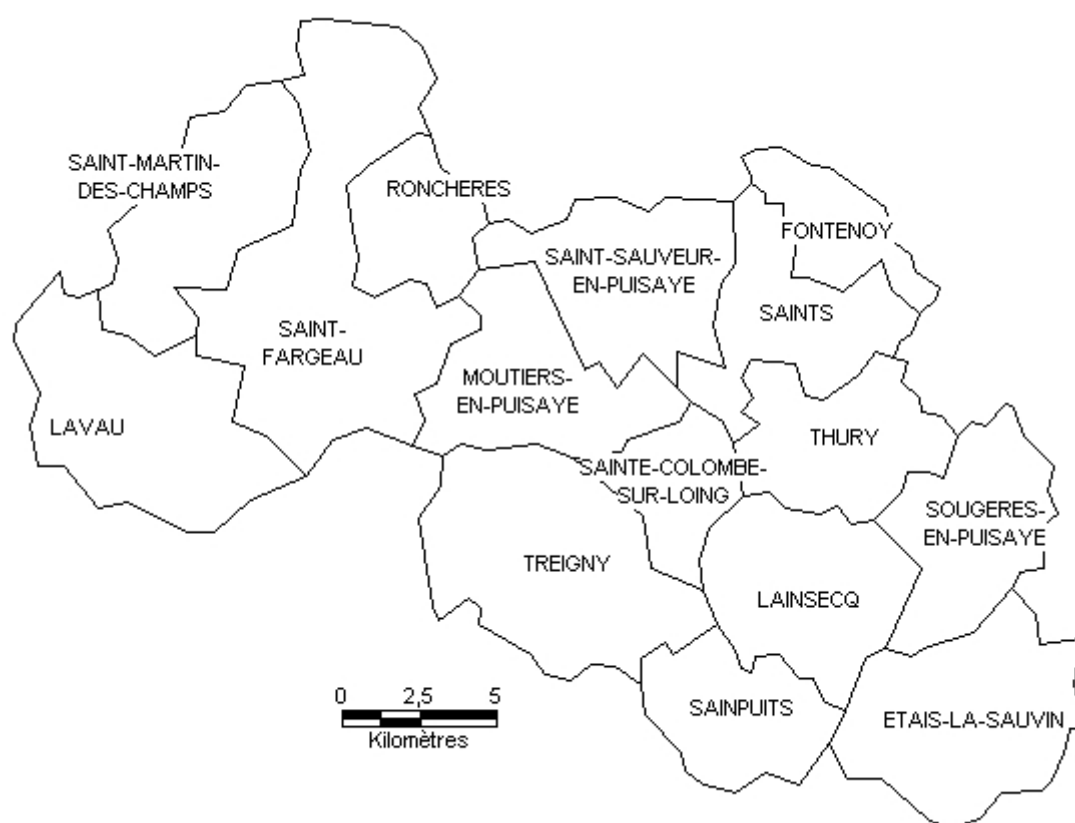 SAINT-MARTIN-
DES-CHAMPS
RONCHERES
FONTENOY
SAINT-SAUVEUR-
EN-PUISAYE
SAINTS
SAINT-
FARGEAU
MOUTIERS-
EN-PUISAYE
LAVAU
THURY
SAINTE-COLOMBE-
SUR-LOING
SOUGERES-
EN-PUISAYE
TREIGNY
LAINSECQ
SAINPUITS
ETAIS-LA-SAUVIN
0 2,5 5
Kilomètres